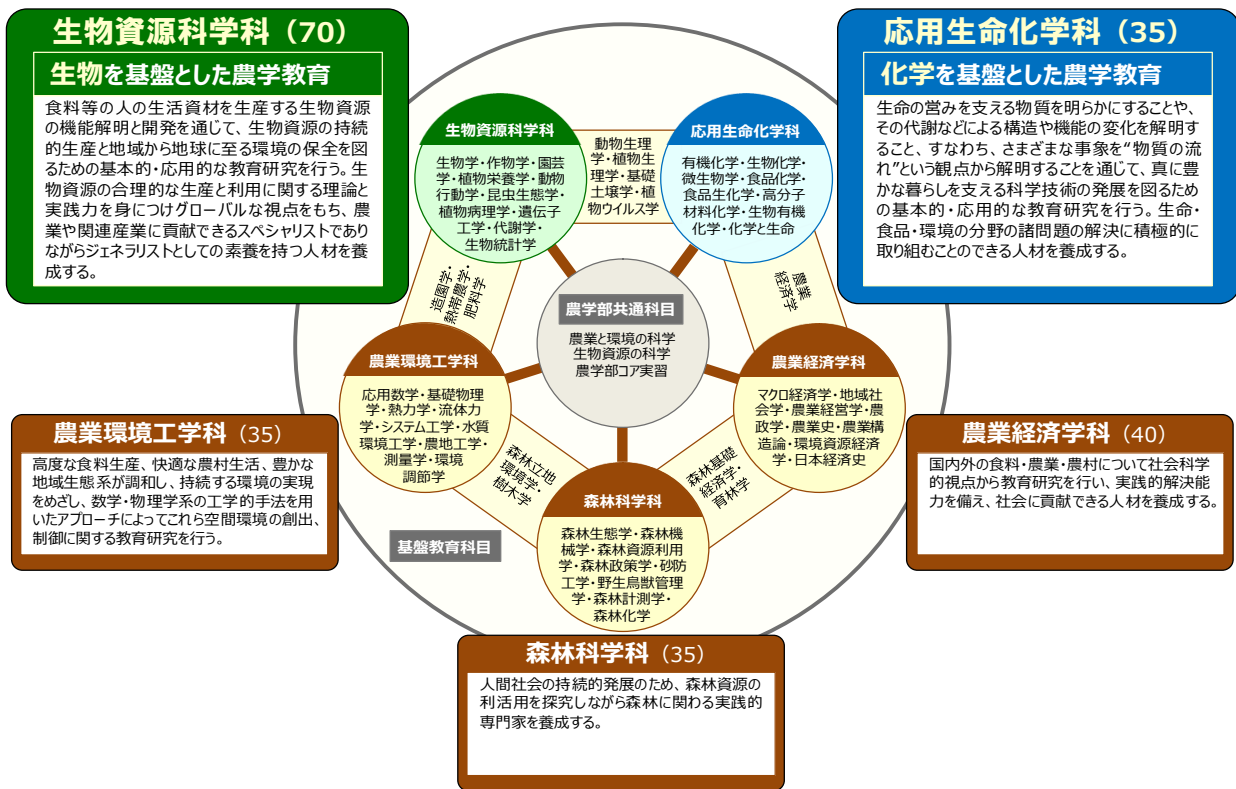 生物資源科学科（70）
生物を基盤とした農学教育
食料等の人の生活資材を生産する生物資源
の機能解明と開発を通じて、生物資源の持続
的生産と地域から地球に至る環境の保全を図
るための基本的・応用的な教育研究を行う。生
物資源の合理的な生産と利用に関する理論と
実践力を身につけグローバルな視点をもち、農
業や関連産業に貢献できるスペシャリストであり
ながらジェネラリストとしての素養を持つ人材を養
成する。
応用生命化学科（35）
化学を基盤とした農学教育
生命の営みを支える物質を明らかにすることや、
その代謝などによる構造や機能の変化を解明す
ること、すなわち、さまざまな事象を“物質の流
れ”という観点から解明することを通じて、真に豊
かな暮らしを支える科学技術の発展を図るため
の基本的・応用的な教育研究を行う。生命・
食品・環境の分野の諸問題の解決に積極的に
取り組むことのできる人材を養成する。
生物資源科学科
生物学・作物学・園芸
学・植物栄養学・動物
行動学・昆虫生態学・
植物病理学・遺伝子
工学・代謝学・
生物統計学
動物生理
学・植物生
理学・基礎
土壌学・植
物ウイルス学
応用生命化学科
有機化学・生物化学・
微生物学・食品化学・
食品生化学・高分子
材料化学・生物有機
化学・化学と生命
造園学・
熱帯農学・
肥料学
農業
経済学
農学部共通科目
農業と環境の科学
生物資源の科学
農学部コア実習
農業環境工学科
応用数学・基礎物理
学・熱力学・流体力
学・システム工学・水質
環境工学・農地工学・
測量学・環境
調節学
農業経済学科
マクロ経済学・地域社
会学・農業経営学・農
政学・農業史・農業構
造論・環境資源経済
学・日本経済史
森林立地
環境学・
樹木学
森林基礎
経済学・
育林学
森林科学科
森林生態学・森林機
械学・森林資源利用
学・森林政策学・砂防
工学・野生鳥獣管理
学・森林計測学・
森林化学
基盤教育科目
農業環境工学科（35）
高度な食料生産、快適な農村生活、豊かな
地域生態系が調和し、持続する環境の実現
をめざし、数学・物理学系の工学的手法を用
いたアプローチによってこれら空間環境の創出、
制御に関する教育研究を行う。
農業経済学科（40）
国内外の食料・農業・農村について社会科学
的視点から教育研究を行い、実践的解決能
力を備え、社会に貢献できる人材を養成する。
森林科学科（35）
人間社会の持続的発展のため、森林資源の
利活用を探究しながら森林に関わる実践的
専門家を養成する。